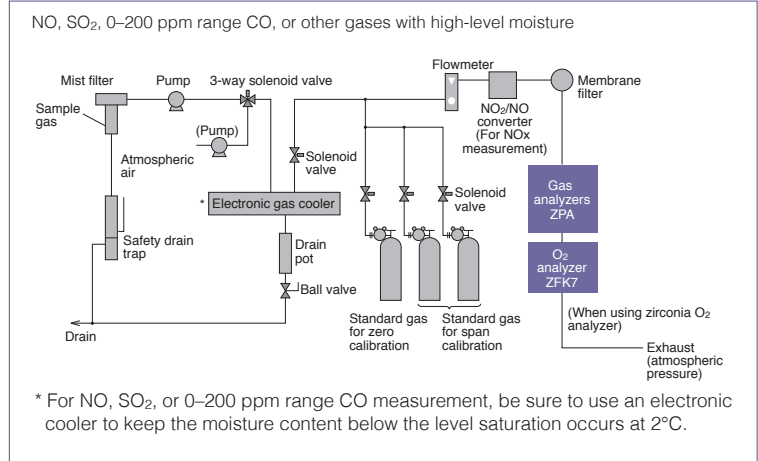 NO, SO₂, 0–200 ppm range CO, or other gases with high-level moisture
Mist filter
Pump
3-way solenoid valve
Flowmeter
Membrane
filter
NO₂/NO
converter
(For NOx
measurement)
Sample
gas
(Pump)
Atmospheric
air
Solenoid
valve
Solenoid
valve
Gas
analyzers
ZPA
* Electronic gas cooler
Safety drain
trap
Drain
pot
O₂
analyzer
ZFK7
Ball valve
Standard gas
for zero
calibration
Standard gas
for span
calibration
(When using zirconia O₂
analyzer)
Drain
Exhaust
(atmospheric
pressure)
* For NO, SO₂, or 0–200 ppm range CO measurement, be sure to use an electronic
cooler to keep the moisture content below the level saturation occurs at 2°C.